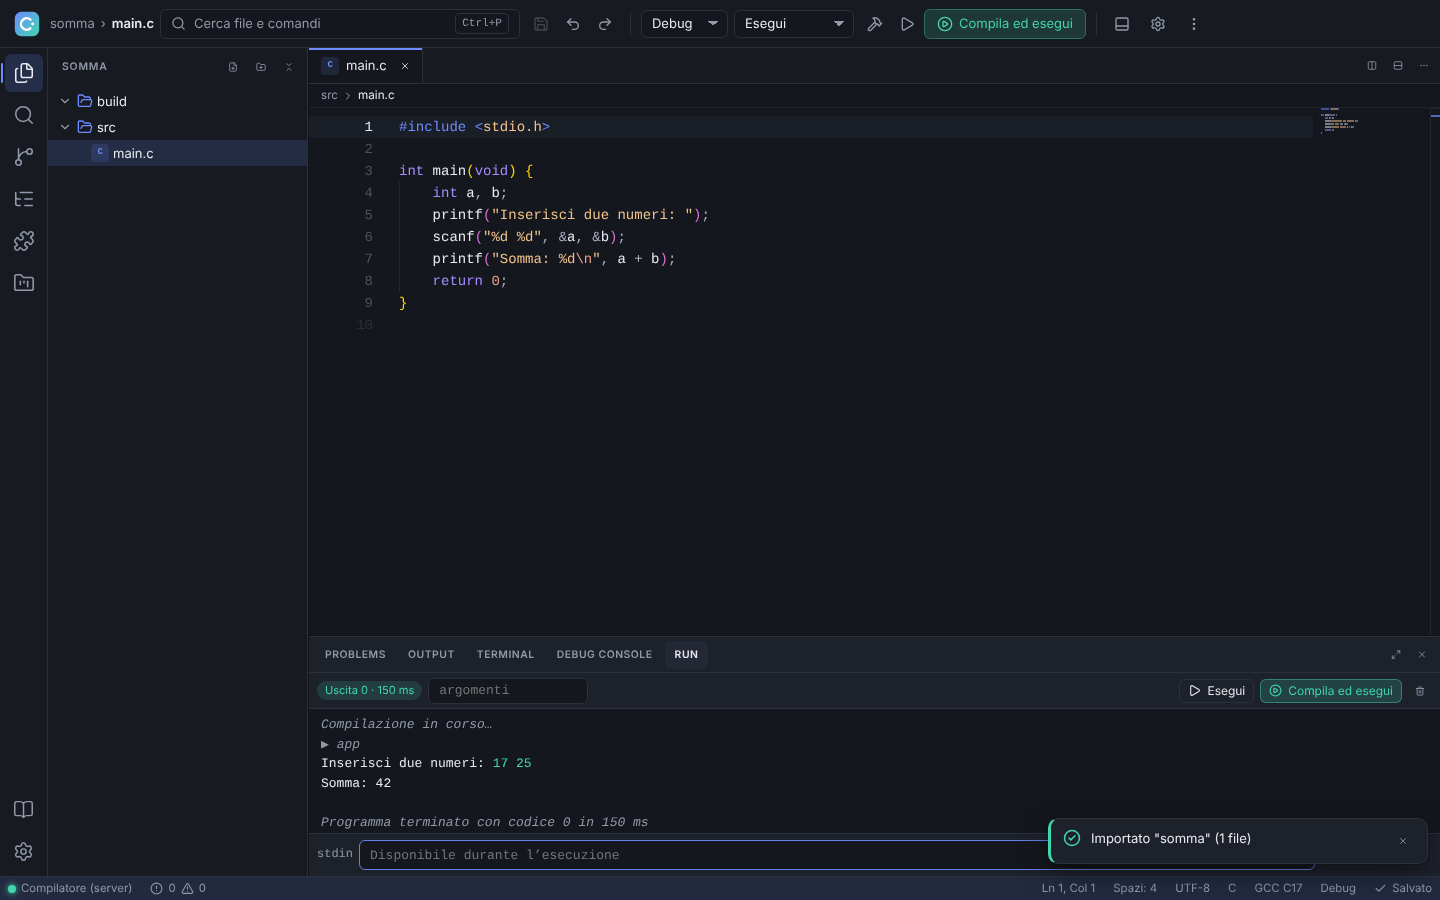 somma › main.c
Cerca file e comandi
Ctrl+P
Debug
Esegui
Compila ed esegui
SOMMA
build
src
C main.c
C main.c ×
src › main.c
1 #include <stdio.h>
2
3 int main(void) {
4     int a, b;
5     printf("Inserisci due numeri: ");
6     scanf("%d %d", &a, &b);
7     printf("Somma: %d\n", a + b);
8     return 0;
9 }
10
PROBLEMS OUTPUT TERMINAL DEBUG CONSOLE RUN
Uscita 0 · 150 ms
argomenti
Esegui
Compila ed esegui
Compilazione in corso…
▶ app
Inserisci due numeri: 17 25
Somma: 42
Programma terminato con codice 0 in 150 ms
stdin
Disponibile durante l’esecuzione
Importato "somma" (1 file)
Compilatore (server) 0 0
Ln 1, Col 1 Spazi: 4 UTF-8 C GCC C17 Debug Salvato